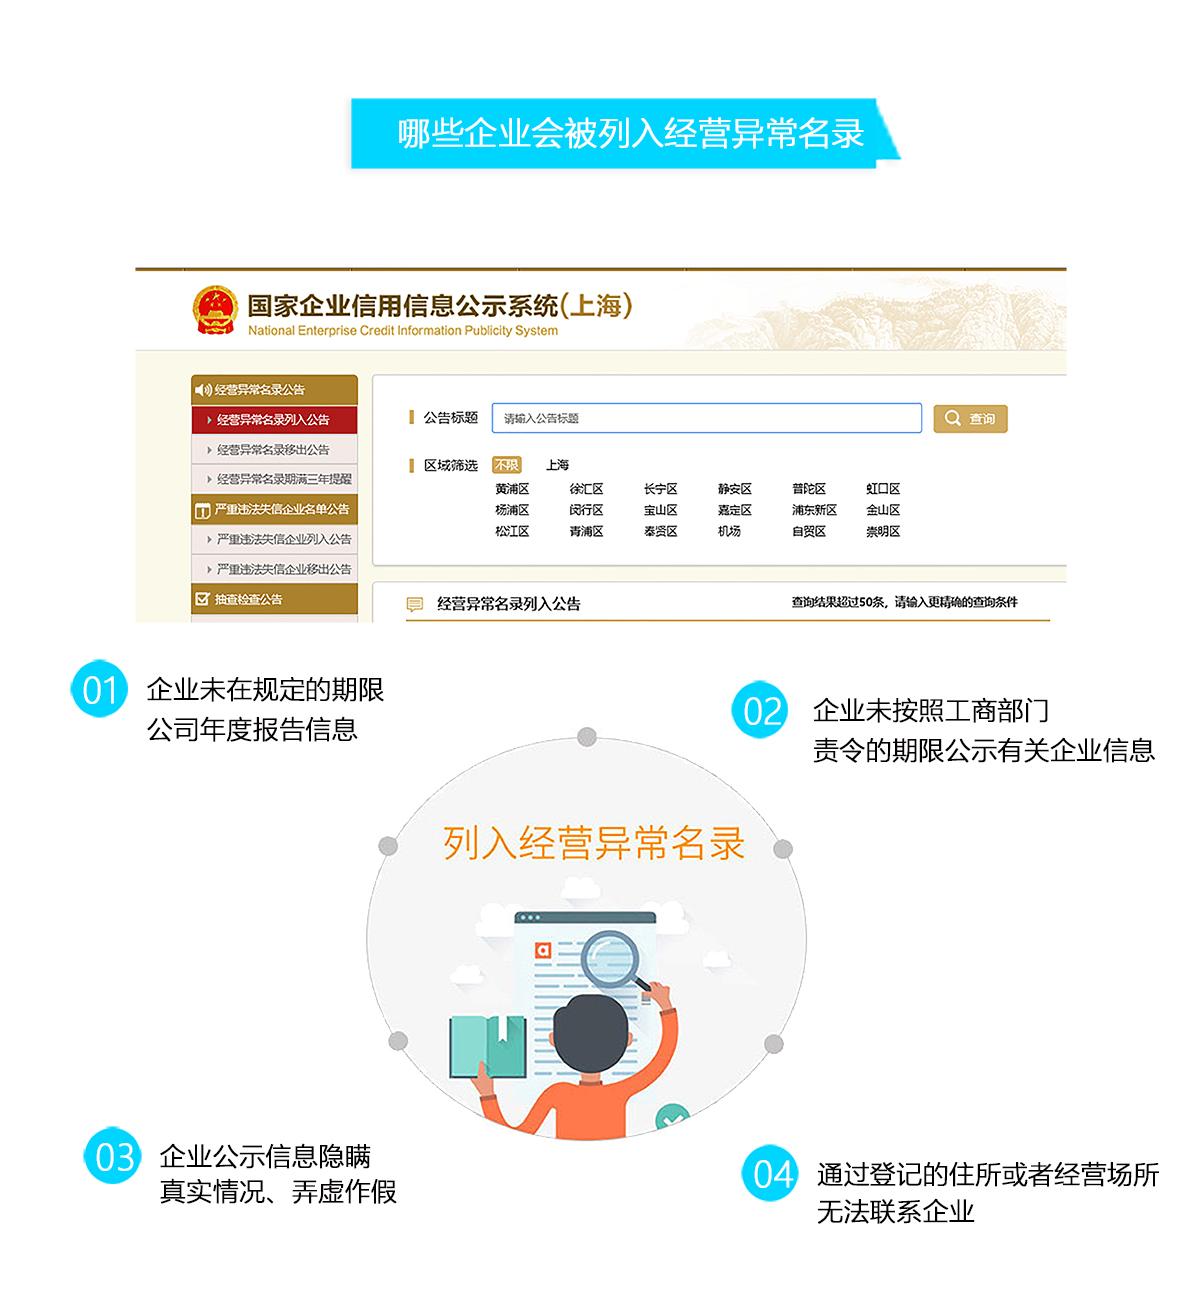 哪些企业会被列入经营异常名录
国家企业信用信息公示系统(上海)
National Enterprise Credit Information Publicity System
经营异常名录公告
经营异常名录列入公告
经营异常名录移出公告
经营异常名录期满三年提醒
严重违法失信企业名单公告
严重违法失信企业列入公告
严重违法失信企业移出公告
抽查检查公告
公告标题 请输入公告标题 查询
区域筛选 不限 上海
黄浦区 徐汇区 长宁区 静安区 普陀区 虹口区
杨浦区 闵行区 宝山区 嘉定区 浦东新区 金山区
松江区 青浦区 奉贤区 机场 自贸区 崇明区
经营异常名录列入公告 查询结果超过50条，请输入更精确的查询条件
01 企业未在规定的期限
公司年度报告信息
02 企业未按照工商部门
责令的期限公示有关企业信息
列入经营异常名录
a
03 企业公示信息隐瞒
真实情况、弄虚作假
04 通过登记的住所或者经营场所
无法联系企业